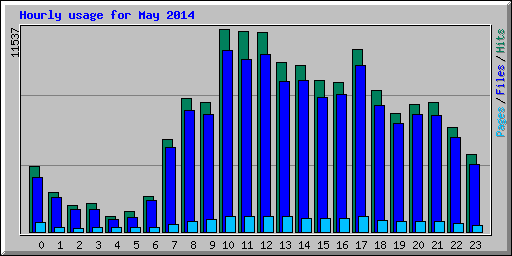 Hourly usage for May 2014
11537
Pages / Files / Hits
0 1 2 3 4 5 6 7 8 9 10 11 12 13 14 15 16 17 18 19 20 21 22 23